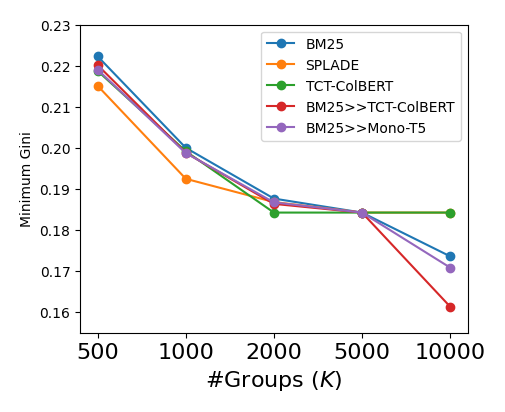 0.23
0.22
0.21
0.20
0.19
0.18
0.17
0.16
Minimum Gini
BM25
SPLADE
TCT-ColBERT
BM25>>TCT-ColBERT
BM25>>Mono-T5
500 1000 2000 5000 10000
#Groups (K)